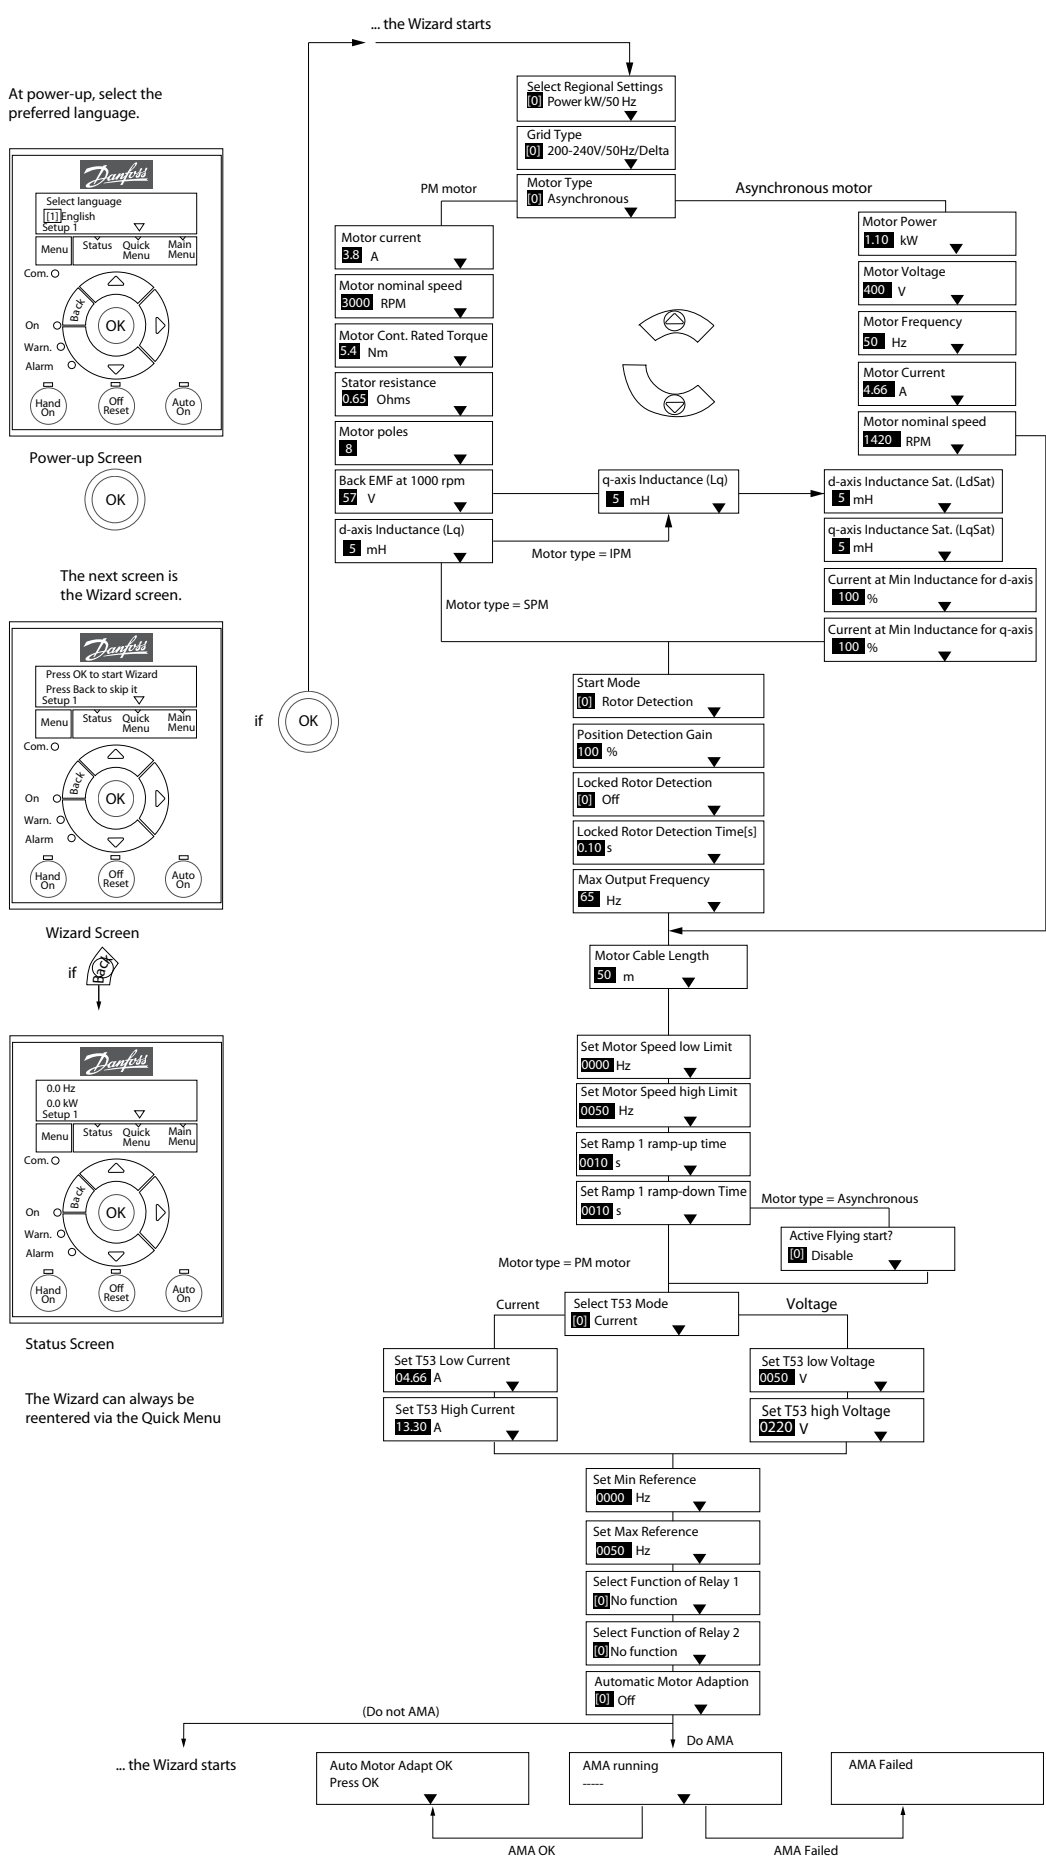 ... the Wizard starts
At power-up, select the
preferred language.
Danfoss
Select language
[1] English
Setup 1
Menu
Status
Quick
Menu
Main
Menu
Com.
Back
OK
On
Warn.
Alarm
Hand
On
Off
Reset
Auto
On
Power-up Screen
OK
The next screen is
the Wizard screen.
Danfoss
Press OK to start Wizard
Press Back to skip it
Setup 1
Menu
Status
Quick
Menu
Main
Menu
Com.
Back
OK
On
Warn.
Alarm
Hand
On
Off
Reset
Auto
On
Wizard Screen
if
Back
Danfoss
0.0 Hz
0.0 kW
Setup 1
Menu
Status
Quick
Menu
Main
Menu
Com.
Back
OK
On
Warn.
Alarm
Hand
On
Off
Reset
Auto
On
Status Screen
The Wizard can always be
reentered via the Quick Menu
if
OK
Select Regional Settings
[0] Power kW/50 Hz
Grid Type
[0] 200-240V/50Hz/Delta
Motor Type
[0] Asynchronous
PM motor
Asynchronous motor
Motor current
3.8 A
Motor nominal speed
3000 RPM
Motor Cont. Rated Torque
5.4 Nm
Stator resistance
0.65 Ohms
Motor poles
8
Back EMF at 1000 rpm
57 V
d-axis Inductance (Lq)
5 mH
Motor Power
1.10 kW
Motor Voltage
400 V
Motor Frequency
50 Hz
Motor Current
4.66 A
Motor nominal speed
1420 RPM
q-axis Inductance (Lq)
5 mH
Motor type = IPM
Motor type = SPM
d-axis Inductance Sat. (LdSat)
5 mH
q-axis Inductance Sat. (LqSat)
5 mH
Current at Min Inductance for d-axis
100 %
Current at Min Inductance for q-axis
100 %
Start Mode
[0] Rotor Detection
Position Detection Gain
100 %
Locked Rotor Detection
[0] Off
Locked Rotor Detection Time[s]
0.10 s
Max Output Frequency
65 Hz
Motor Cable Length
50 m
Set Motor Speed low Limit
0000 Hz
Set Motor Speed high Limit
0050 Hz
Set Ramp 1 ramp-up time
0010 s
Set Ramp 1 ramp-down Time
0010 s
Motor type = Asynchronous
Active Flying start?
[0] Disable
Motor type = PM motor
Select T53 Mode
[0] Current
Current
Voltage
Set T53 Low Current
04.66 A
Set T53 High Current
13.30 A
Set T53 low Voltage
0050 V
Set T53 high Voltage
0220 V
Set Min Reference
0000 Hz
Set Max Reference
0050 Hz
Select Function of Relay 1
[0] No function
Select Function of Relay 2
[0] No function
Automatic Motor Adaption
[0] Off
(Do not AMA)
Do AMA
... the Wizard starts
Auto Motor Adapt OK
Press OK
AMA running
-----
AMA Failed
AMA OK
AMA Failed